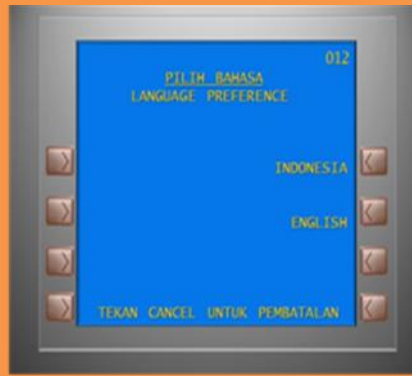 012
PILIH BAHASA
LANGUAGE PREFERENCE
INDONESIA
ENGLISH
TEKAN CANCEL UNTUK PEMBATALAN